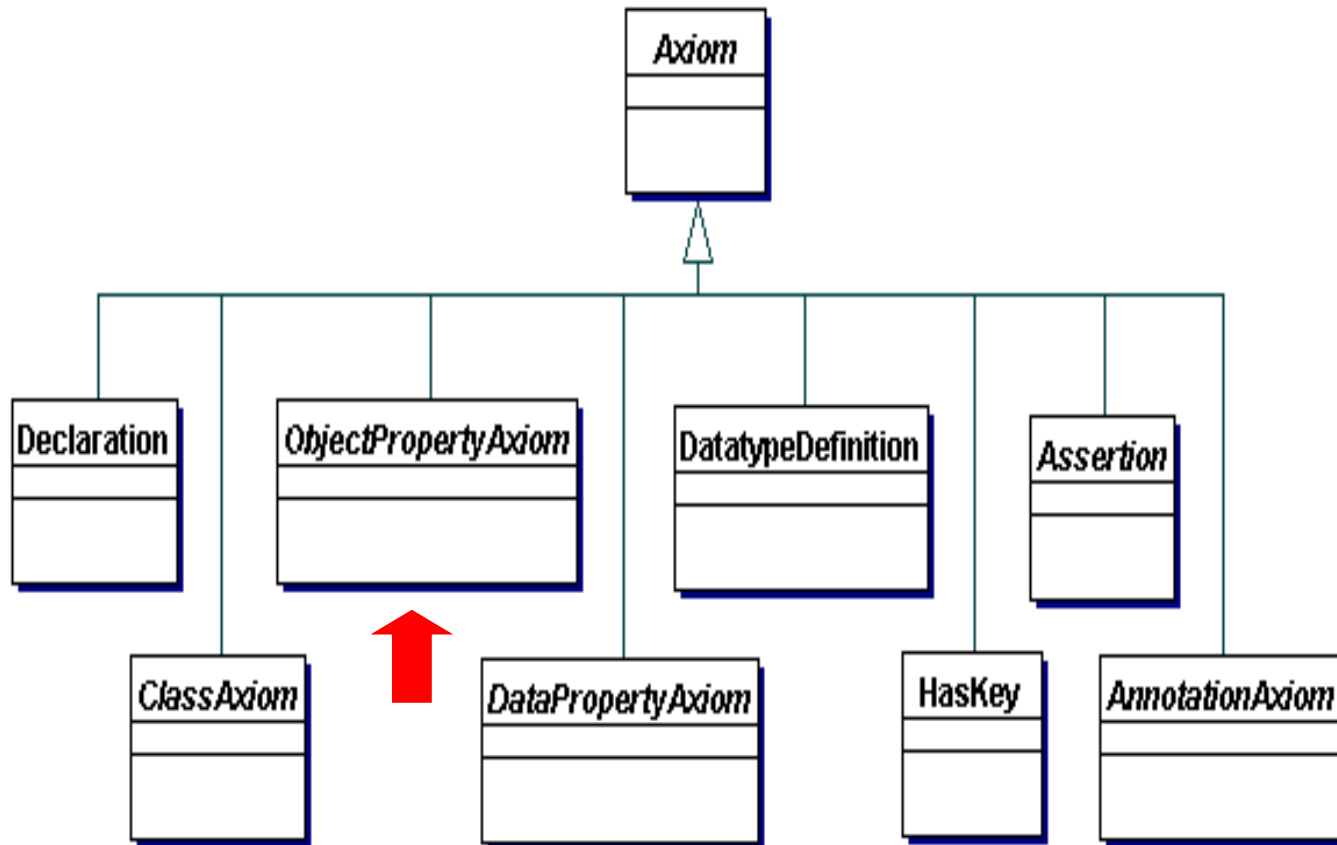 Axiom
Declaration
ObjectPropertyAxiom
DatatypeDefinition
Assertion
ClassAxiom
DataPropertyAxiom
HasKey
AnnotationAxiom